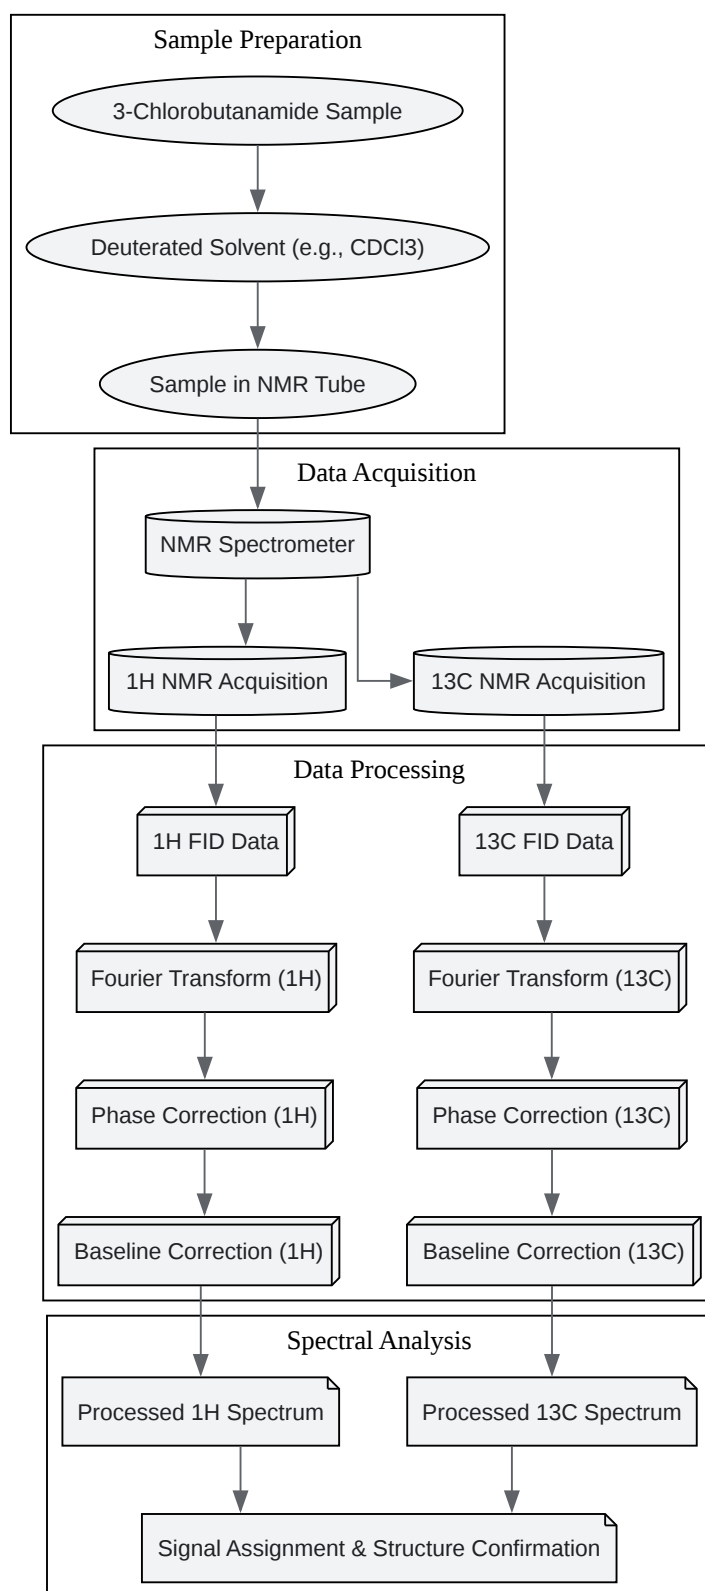 Sample Preparation
3-Chlorobutanamide Sample
Deuterated Solvent (e.g., CDCl3)
Sample in NMR Tube
Data Acquisition
NMR Spectrometer
1H NMR Acquisition
13C NMR Acquisition
Data Processing
1H FID Data
13C FID Data
Fourier Transform (1H)
Fourier Transform (13C)
Phase Correction (1H)
Phase Correction (13C)
Baseline Correction (1H)
Baseline Correction (13C)
Spectral Analysis
Processed 1H Spectrum
Processed 13C Spectrum
Signal Assignment & Structure Confirmation